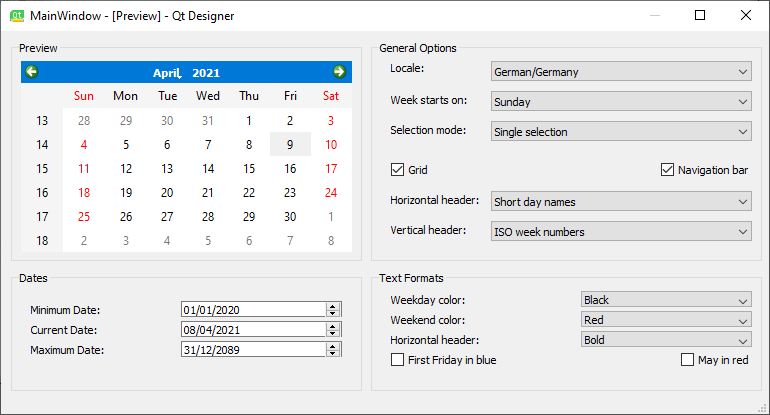 MainWindow - [Preview] - Qt Designer
Preview
April, 2021
Sun Mon Tue Wed Thu Fri Sat
13 28 29 30 31 1 2 3
14 4 5 6 7 8 9 10
15 11 12 13 14 15 16 17
16 18 19 20 21 22 23 24
17 25 26 27 28 29 30 1
18 2 3 4 5 6 7 8
General Options
Locale: German/Germany
Week starts on: Sunday
Selection mode: Single selection
Grid Navigation bar
Horizontal header: Short day names
Vertical header: ISO week numbers
Dates
Minimum Date: 01/01/2020
Current Date: 08/04/2021
Maximum Date: 31/12/2089
Text Formats
Weekday color: Black
Weekend color: Red
Horizontal header: Bold
First Friday in blue May in red